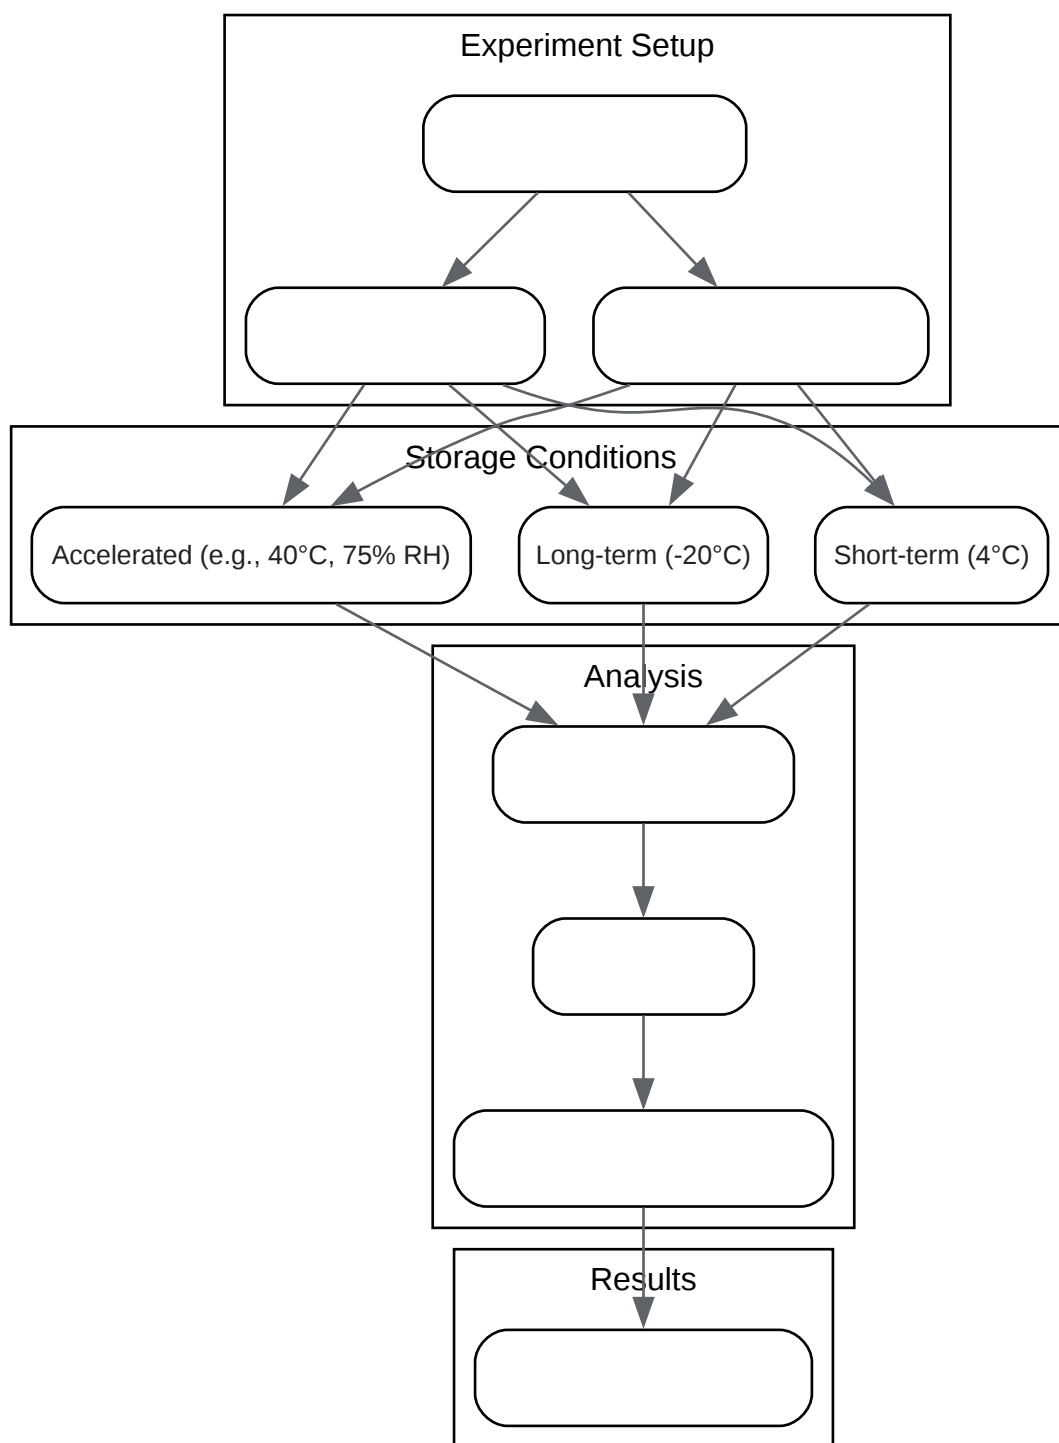 Experiment Setup
Storage Conditions
Accelerated (e.g., 40°C, 75% RH)
Long-term (-20°C)
Short-term (4°C)
Analysis
Results